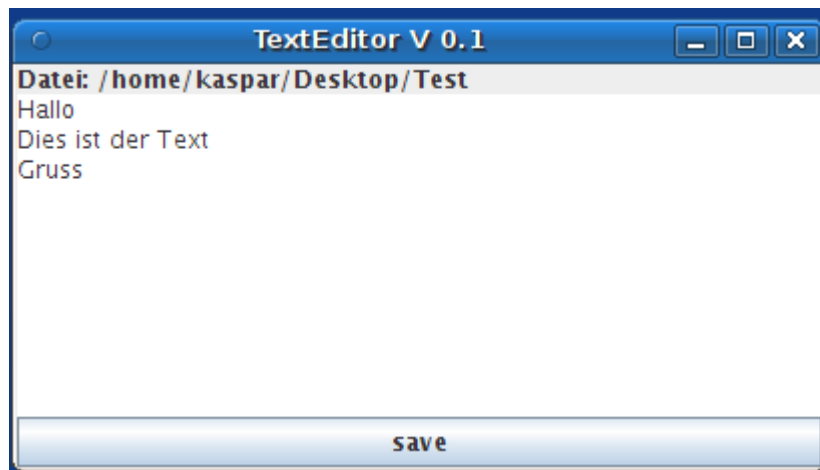 TextEditor V 0.1
Datei: /home/kaspar/Desktop/Test
Hallo
Dies ist der Text
Gruss
save